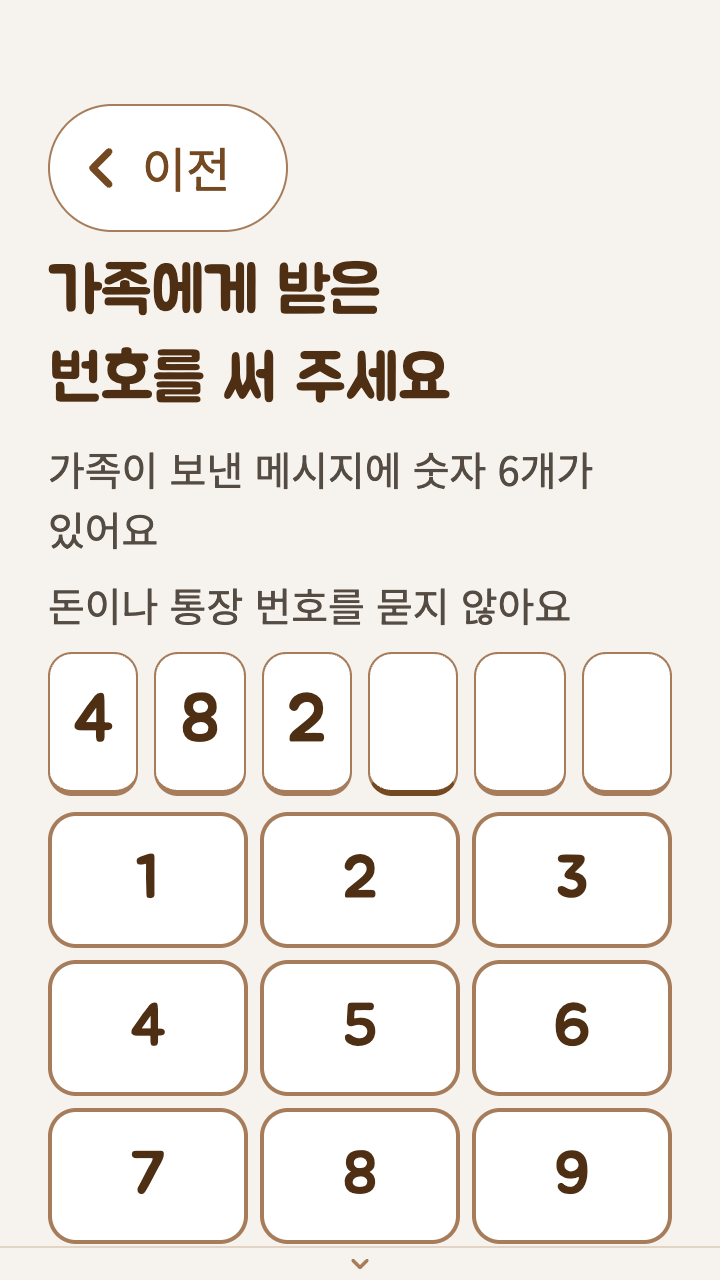 이전
가족에게 받은
번호를 써 주세요
가족이 보낸 메시지에 숫자 6개가
있어요
돈이나 통장 번호를 묻지 않아요
4 8 2
1 2 3
4 5 6
7 8 9